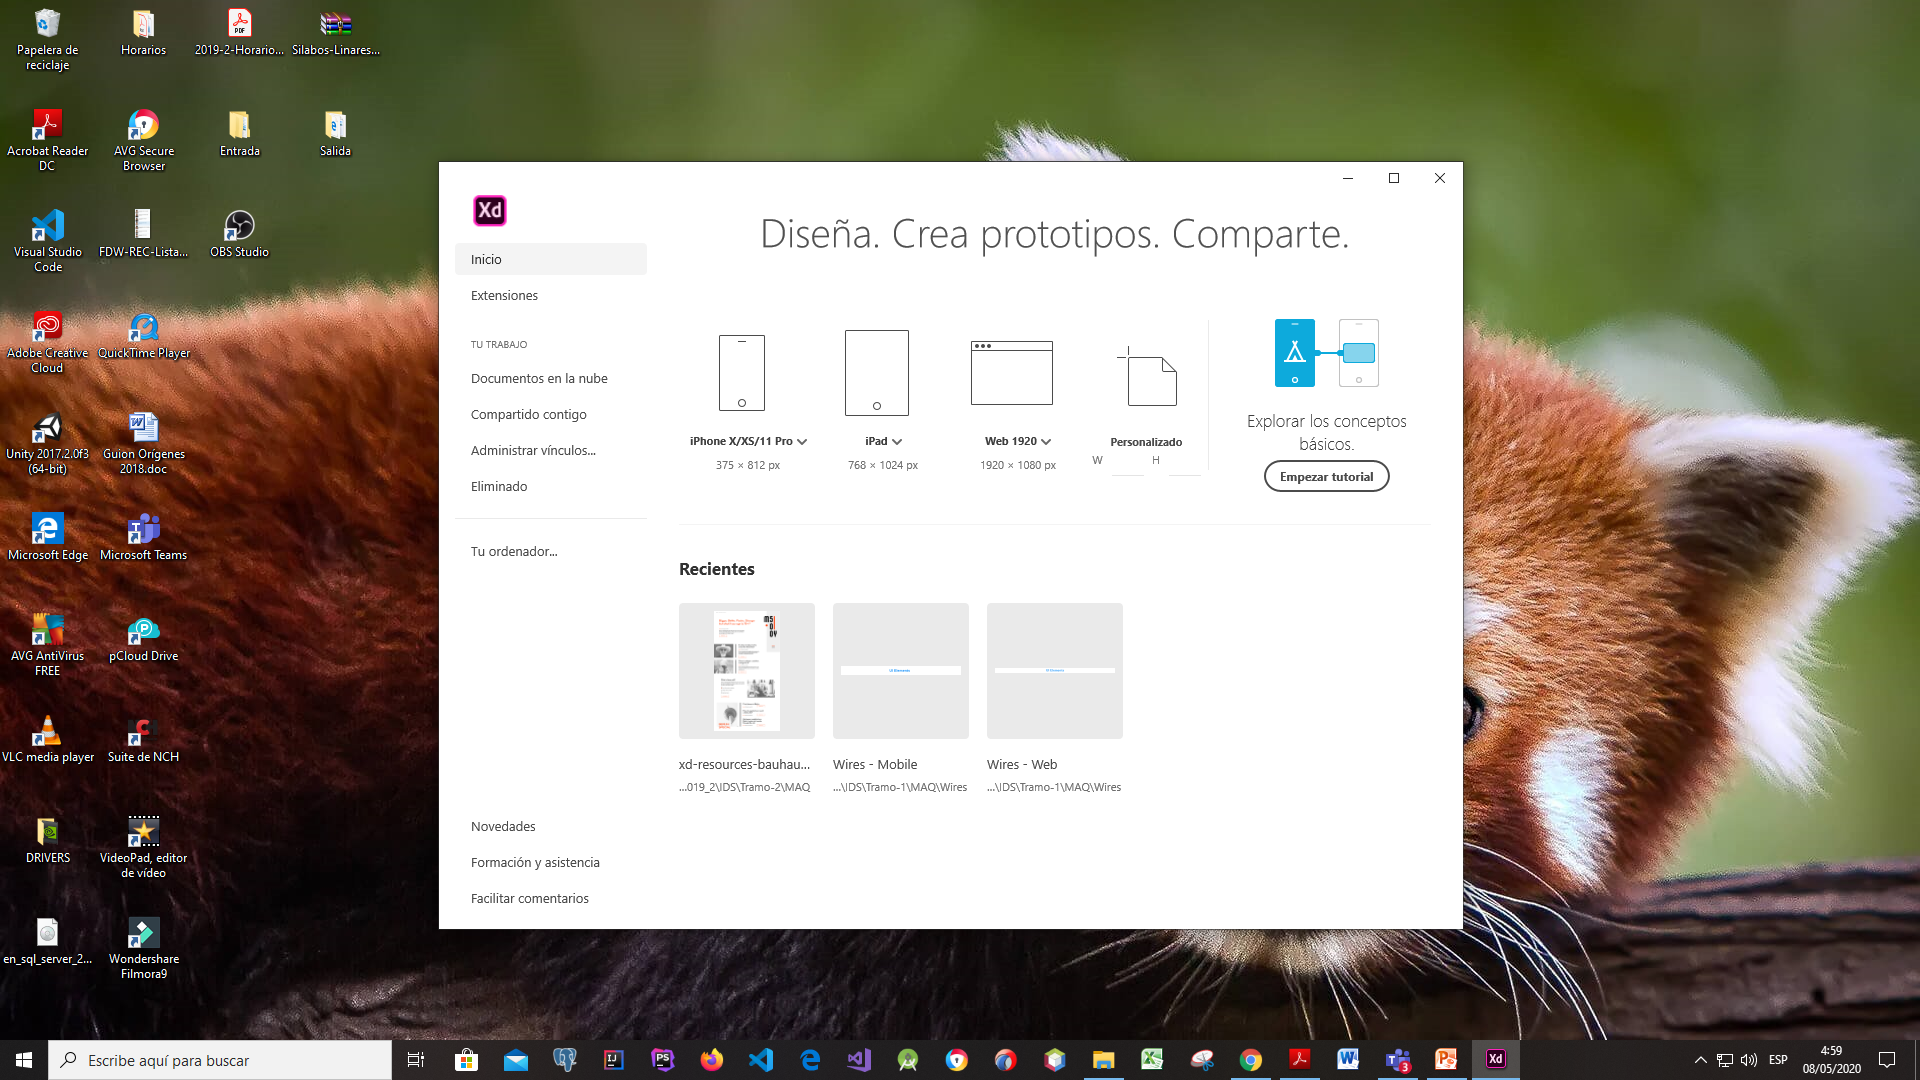 Papelera de
reciclaje
Horarios
2019-2-Horario...
Silabos-Linares...
Acrobat Reader
DC
AVG Secure
Browser
Entrada
Salida
Visual Studio
Code
FDW-REC-Lista...
OBS Studio
Adobe Creative
Cloud
QuickTime Player
Unity 2017.2.0f3
(64-bit)
Guion Orígenes
2018.doc
Microsoft Edge
Microsoft Teams
AVG AntiVirus
FREE
pCloud Drive
VLC media player
Suite de NCH
DRIVERS
VideoPad, editor
de vídeo
en_sql_server_2...
Wondershare
Filmora9
Xd
Inicio
Extensiones
TU TRABAJO
Documentos en la nube
Compartido contigo
Administrar vínculos...
Eliminado
Tu ordenador...
Novedades
Formación y asistencia
Facilitar comentarios
Diseña. Crea prototipos. Comparte.
iPhone X/XS/11 Pro
375 × 812 px
iPad
768 × 1024 px
Web 1920
1920 × 1080 px
Personalizado
W H
Explorar los conceptos
básicos.
Empezar tutorial
Recientes
UI Elements
UI Elements
xd-resources-bauhau...
...019_2\IDS\Tramo-2\MAQ
Wires - Mobile
...\IDS\Tramo-1\MAQ\Wires
Wires - Web
...\IDS\Tramo-1\MAQ\Wires
Escribe aquí para buscar
ESP
4:59
08/05/2020